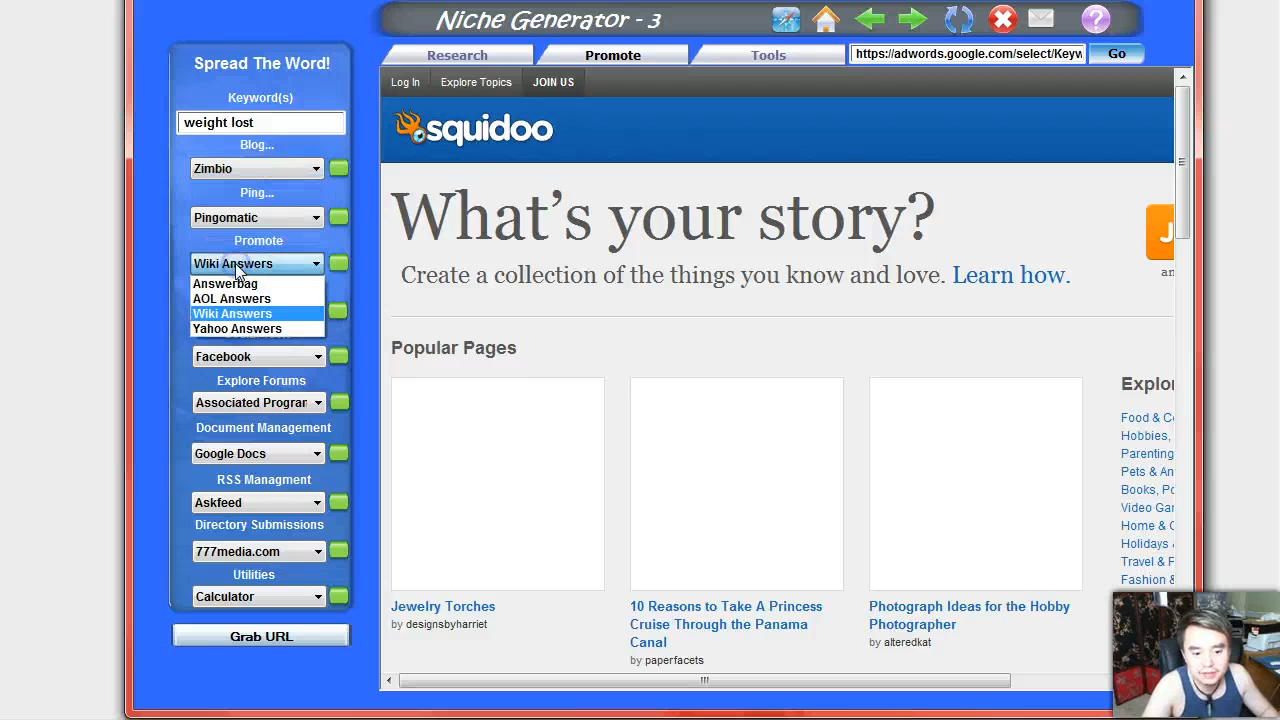 Niche Generator - 3
Research
Promote
Tools
https://adwords.google.com/select/Keyw
Go
Spread The Word!
Keyword(s)
weight lost
Blog...
Zimbio
Ping...
Pingomatic
Promote
Wiki Answers
Answerbag
AOL Answers
Wiki Answers
Yahoo Answers
Facebook
Explore Forums
Associated Progran
Document Management
Google Docs
RSS Managment
Askfeed
Directory Submissions
777media.com
Utilities
Calculator
Grab URL
Log In
Explore Topics
JOIN US
squidoo
What's your story?
Create a collection of the things you know and love. Learn how.
J
an
Popular Pages
Jewelry Torches
by designsbyharriet
10 Reasons to Take A Princess
Cruise Through the Panama
Canal
by paperfacets
Photograph Ideas for the Hobby
Photographer
by alteredkat
Explor
Food & Co
Hobbies,
Parenting
Pets & An
Books, Po
Video Gar
Home & G
Holidays
Travel & F
Fashion &